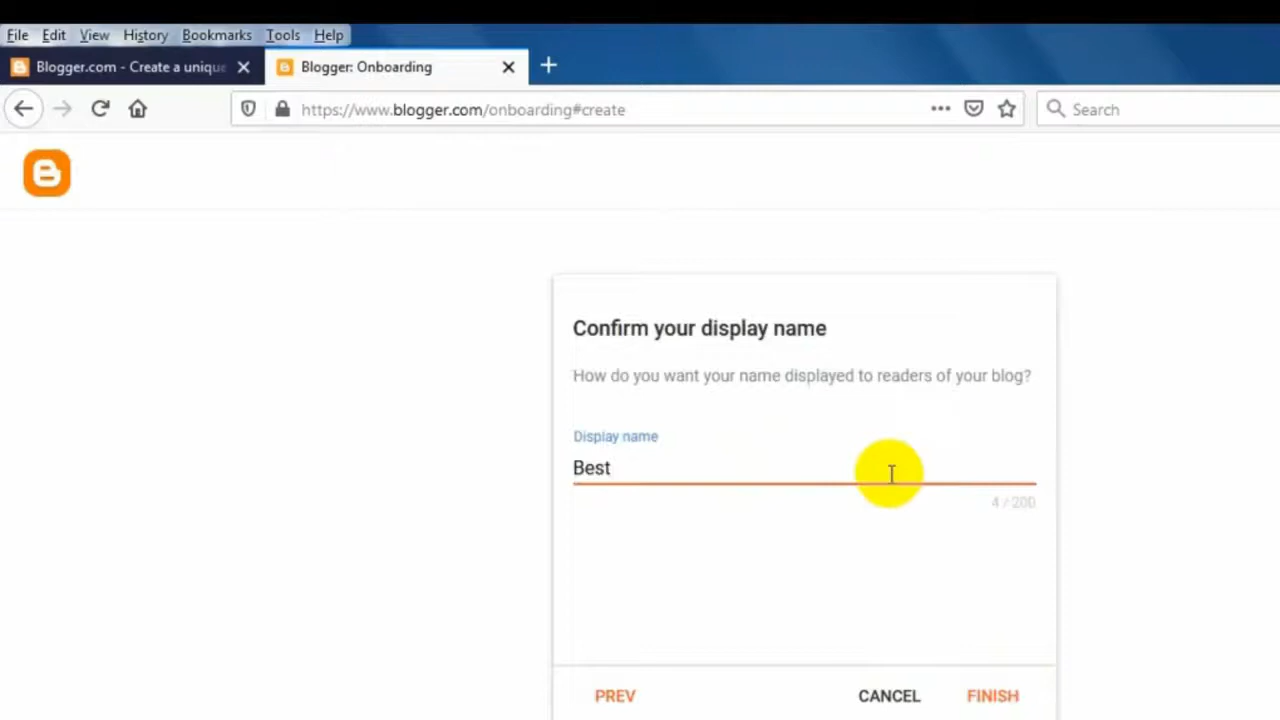 File Edit View History Bookmarks Tools Help
Blogger.com - Create a unique Blogger: Onboarding
https://www.blogger.com/onboarding#create Search
Confirm your display name
How do you want your name displayed to readers of your blog?
Display name
Best
4 / 200
PREV CANCEL FINISH